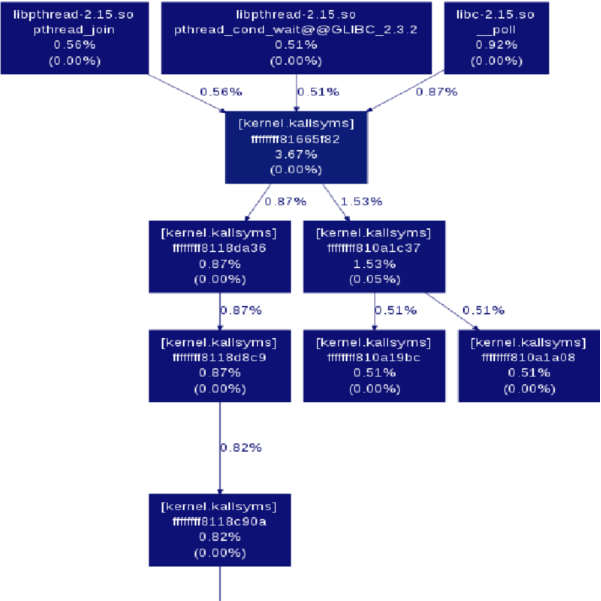 libpthread-2.15.so
pthread_join
0.56%
(0.00%)
libpthread-2.15.so
pthread_cond_wait@@GLIBC_2.3.2
0.51%
(0.00%)
libc-2.15.so
__poll
0.92%
(0.00%)
0.56%
0.51%
0.87%
[kernel.kallsyms]
ffffffff81665f82
3.67%
(0.00%)
0.87%
1.53%
[kernel.kallsyms]
ffffffff8118da36
0.87%
(0.00%)
[kernel.kallsyms]
ffffffff810a1c37
1.53%
(0.05%)
0.87%
0.51%
0.51%
[kernel.kallsyms]
ffffffff8118d8c9
0.87%
(0.00%)
[kernel.kallsyms]
ffffffff810a19bc
0.51%
(0.00%)
[kernel.kallsyms]
ffffffff810a1a08
0.51%
(0.00%)
0.82%
[kernel.kallsyms]
ffffffff8118c90a
0.82%
(0.00%)